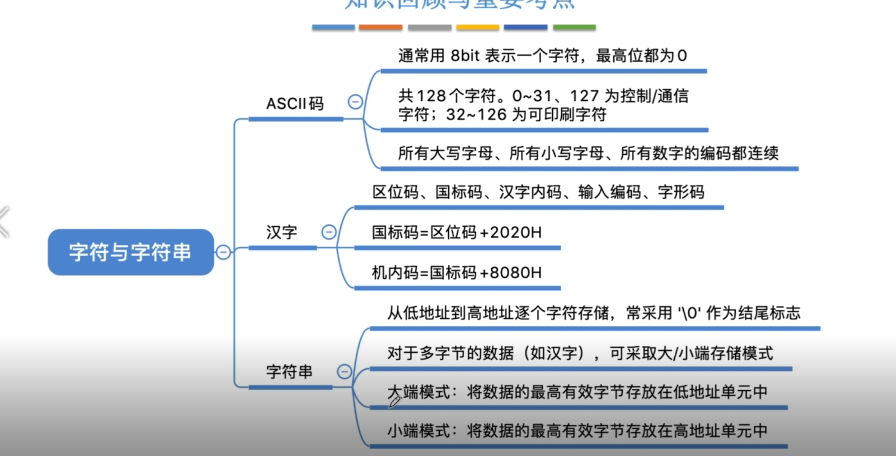 知识回顾与重要考点
通常用 8bit 表示一个字符，最高位都为0
ASCII码
共128个字符。0~31、127 为控制/通信
字符；32~126 为可印刷字符
所有大写字母、所有小写字母、所有数字的编码都连续
区位码、国标码、汉字内码、输入编码、字形码
字符与字符串
汉字
国标码=区位码+2020H
机内码=国标码+8080H
从低地址到高地址逐个字符存储，常采用 '\0' 作为结尾标志
对于多字节的数据（如汉字），可采取大/小端存储模式
字符串
大端模式：将数据的最高有效字节存放在低地址单元中
小端模式：将数据的最高有效字节存放在高地址单元中